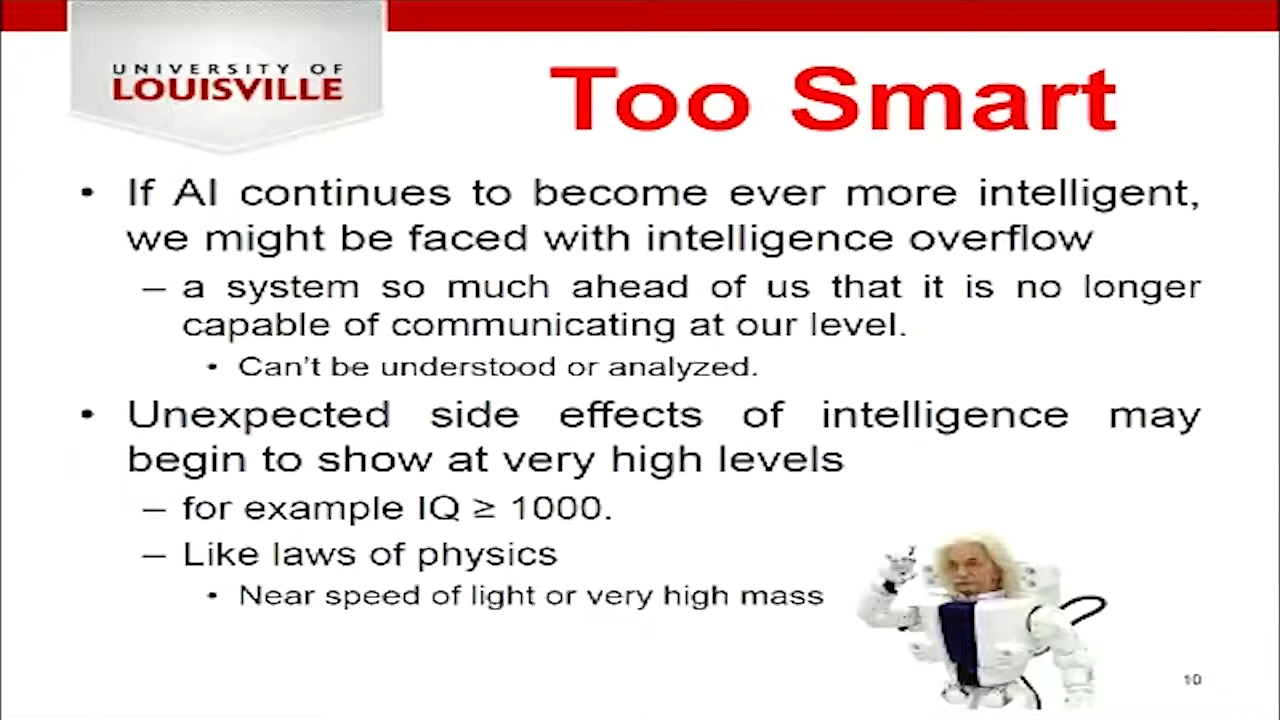 UNIVERSITY OF
LOUISVILLE
Too Smart
• If AI continues to become ever more intelligent,
we might be faced with intelligence overflow
– a system so much ahead of us that it is no longer
capable of communicating at our level.
• Can't be understood or analyzed.
• Unexpected side effects of intelligence may
begin to show at very high levels
– for example IQ ≥ 1000.
– Like laws of physics
• Near speed of light or very high mass
10